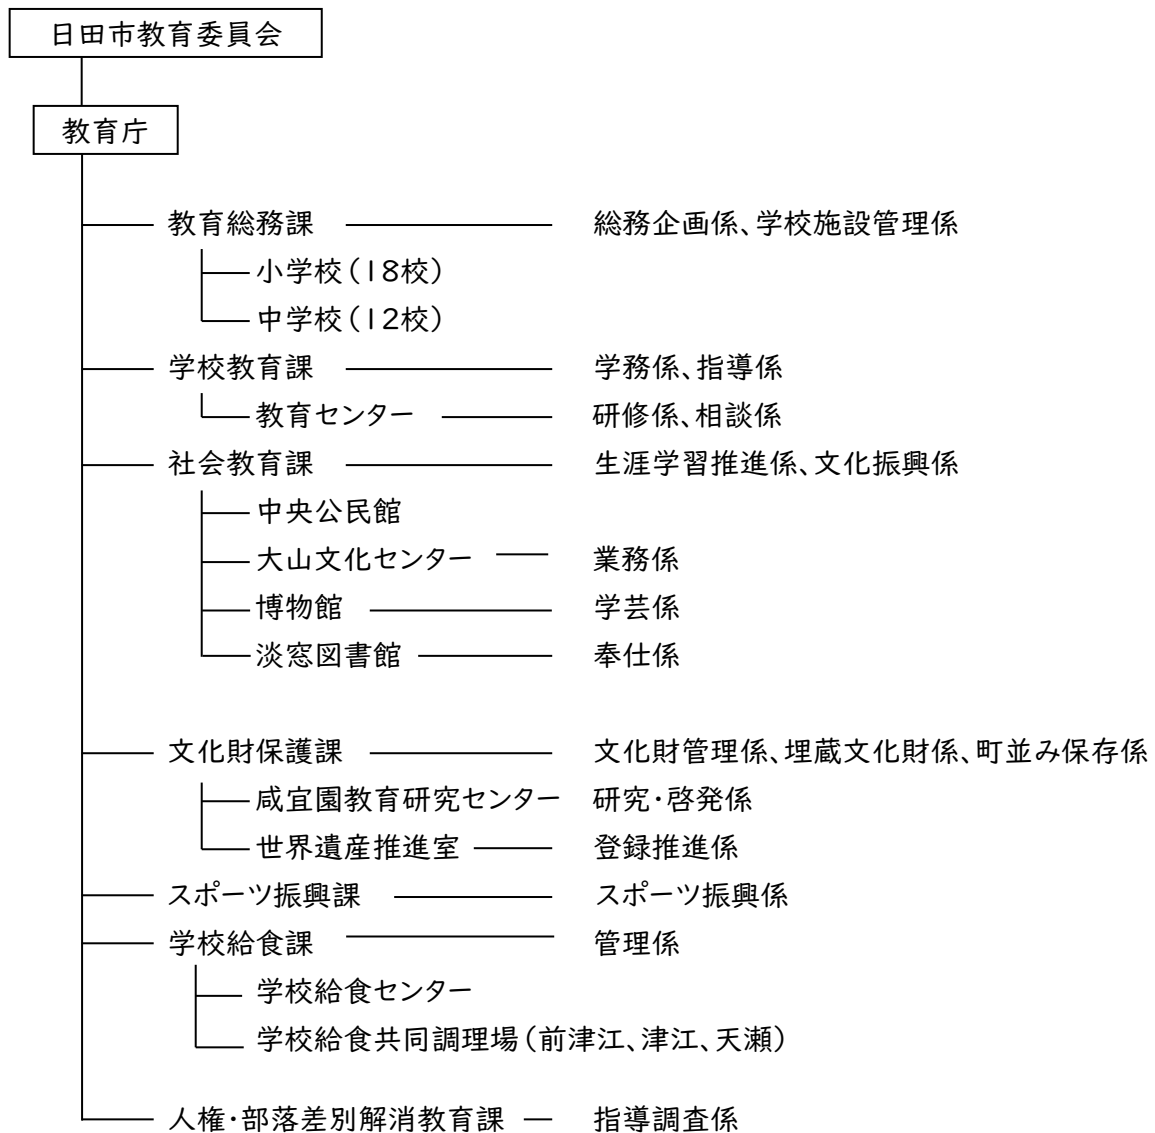 日田市教育委員会
教育庁
教育総務課 総務企画係、学校施設管理係
小学校(18校)
中学校(12校)
学校教育課 学務係、指導係
教育センター 研修係、相談係
社会教育課 生涯学習推進係、文化振興係
中央公民館
大山文化センター 業務係
博物館 学芸係
淡窓図書館 奉仕係
文化財保護課 文化財管理係、埋蔵文化財係、町並み保存係
咸宜園教育研究センター 研究・啓発係
世界遺産推進室 登録推進係
スポーツ振興課 スポーツ振興係
学校給食課 管理係
学校給食センター
学校給食共同調理場(前津江、津江、天瀬)
人権・部落差別解消教育課 指導調査係